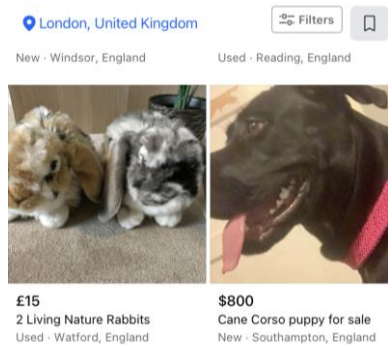 London, United Kingdom
Filters
New · Windsor, England
Used · Reading, England
£15
2 Living Nature Rabbits
Used · Watford, England
$800
Cane Corso puppy for sale
New · Southampton, England